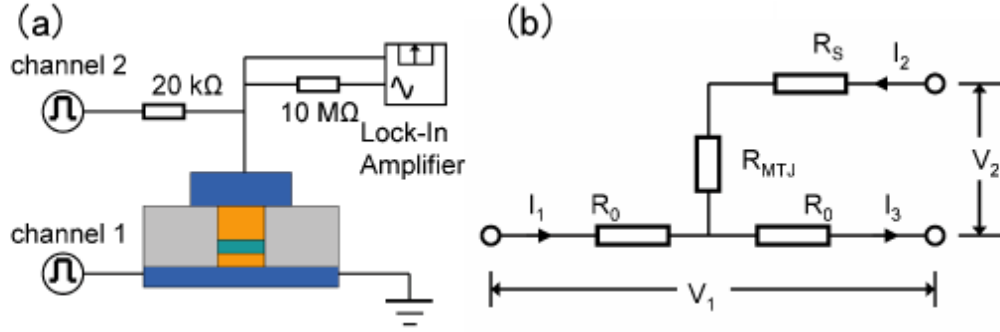 (a)
channel 2
20 kΩ
10 MΩ
Lock-In
Amplifier
channel 1
(b)
R_S
I_2
R_MTJ
V_2
I_1
R_0
R_0
I_3
V_1